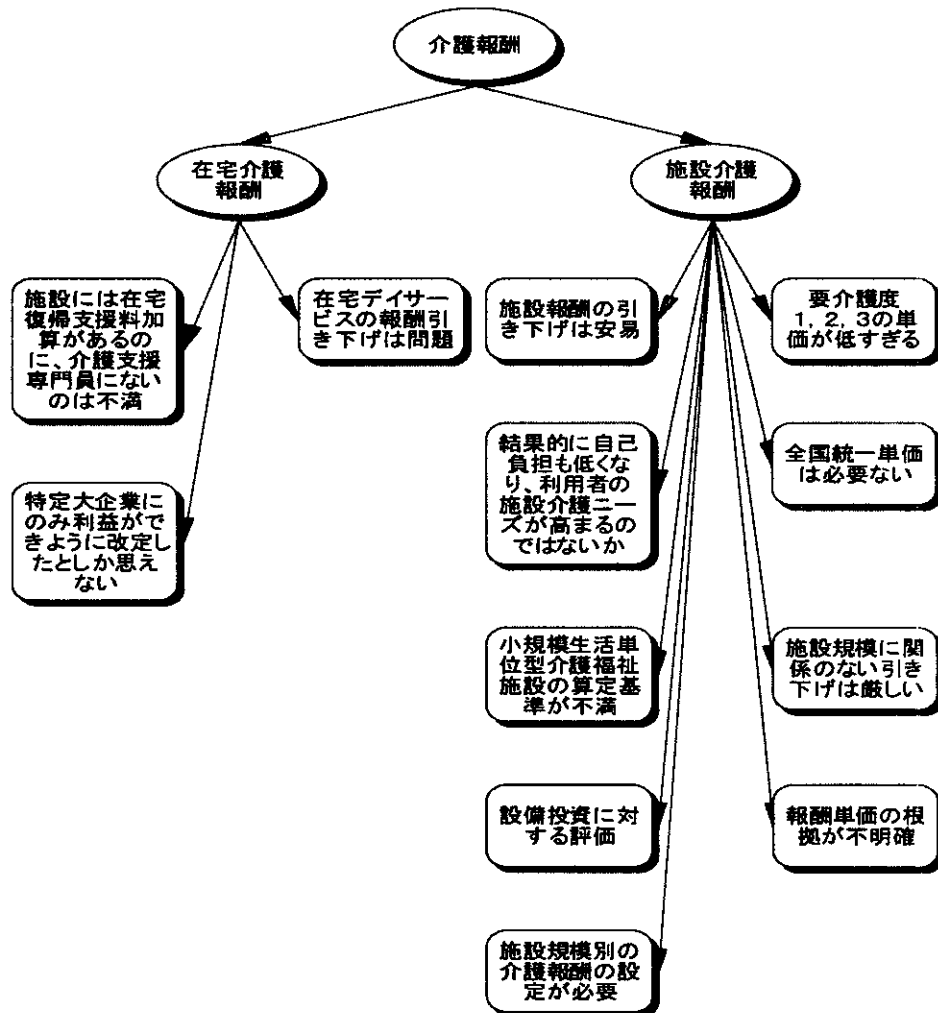 介護報酬
在宅介護
報酬
施設介護
報酬
施設には在宅
復帰支援料加
算があるの
に、介護支援
専門員にない
のは不満
在宅デイサー
ビスの報酬引
き下げは問題
施設報酬の引
き下げは安易
要介護度
1，2，3の単
価が低すぎる
結果的に自己
負担も低くな
り、利用者の
施設介護ニー
ズが高まるの
ではないか
全国統一単価
は必要ない
特定大企業に
のみ利益がで
きように改定し
たとしか思え
ない
小規模生活単
位型介護福祉
施設の算定基
準が不満
施設規模に関
係のない引き
下げは厳しい
設備投資に対
する評価
報酬単価の根
拠が不明確
施設規模別の
介護報酬の設
定が必要